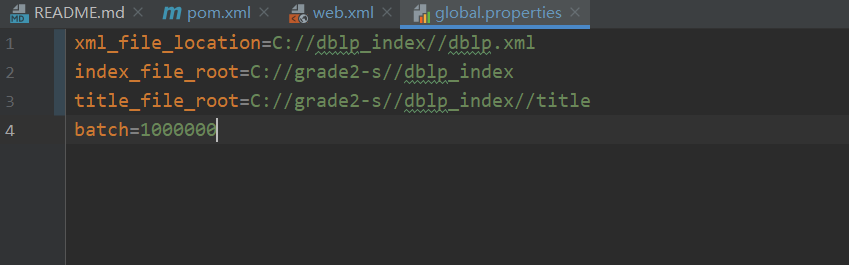 README.md pom.xml web.xml global.properties
1 xml_file_location=C://dblp_index//dblp.xml
2 index_file_root=C://grade2-s//dblp_index
3 title_file_root=C://grade2-s//dblp_index//title
4 batch=1000000